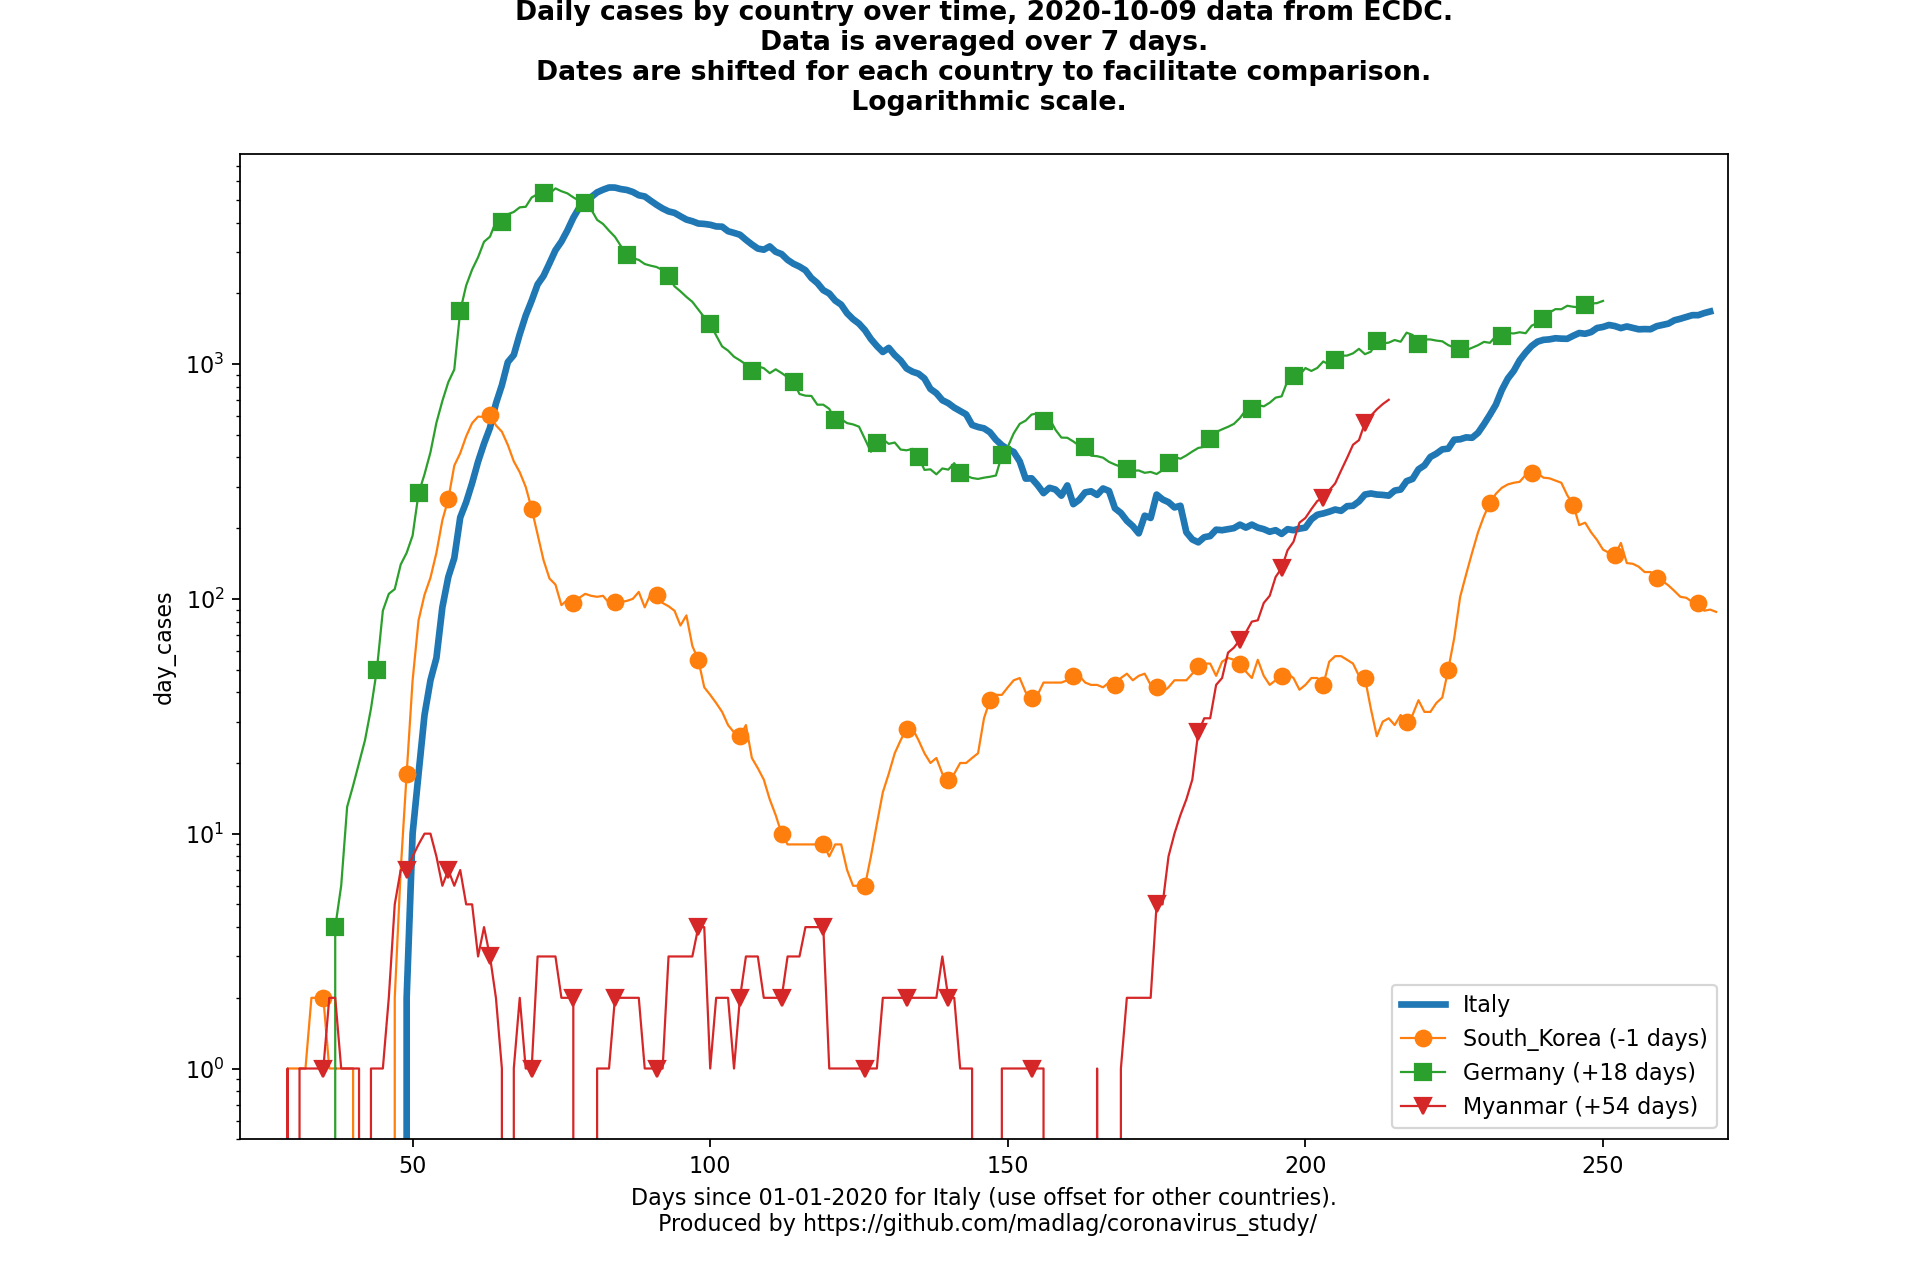 Daily cases by country over time, 2020-10-09 data from ECDC.
Data is averaged over 7 days.
Dates are shifted for each country to facilitate comparison.
Logarithmic scale.
day_cases
10³
10²
10¹
10⁰
50 100 150 200 250
Italy
South_Korea (-1 days)
Germany (+18 days)
Myanmar (+54 days)
Days since 01-01-2020 for Italy (use offset for other countries).
Produced by https://github.com/madlag/coronavirus_study/